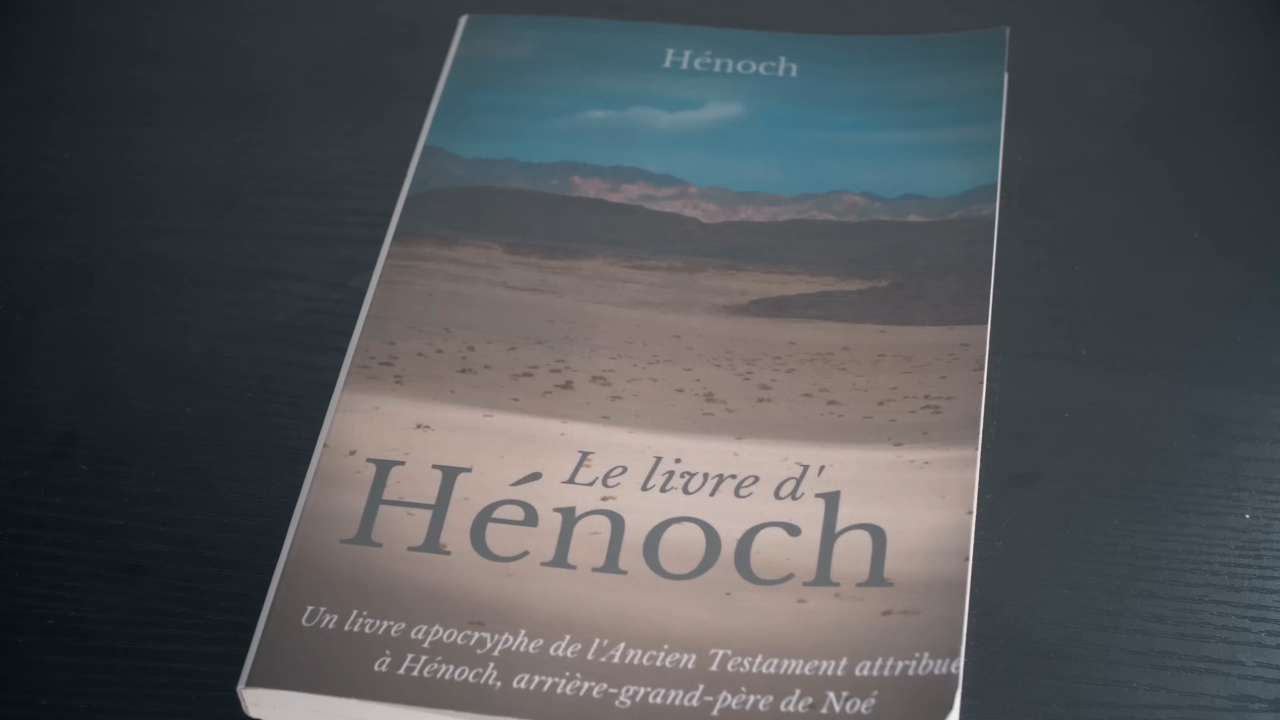 Hénoch
Le livre d'
Hénoch
Un livre apocryphe de l'Ancien Testament attribué
à Hénoch, arrière-grand-père de Noé